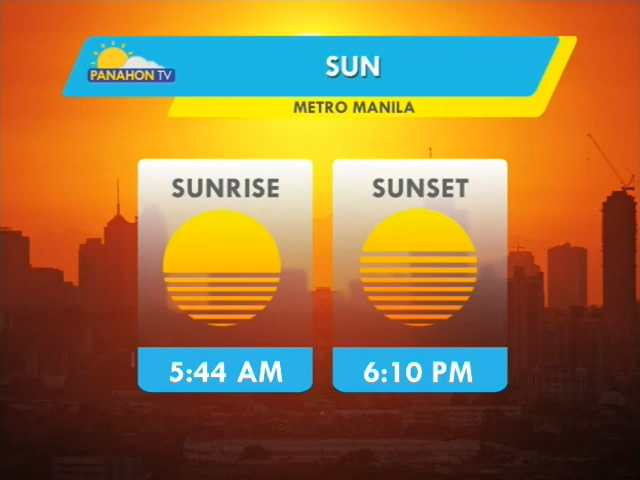 PANAHON TV
SUN
METRO MANILA
SUNRISE
SUNSET
5:44 AM
6:10 PM